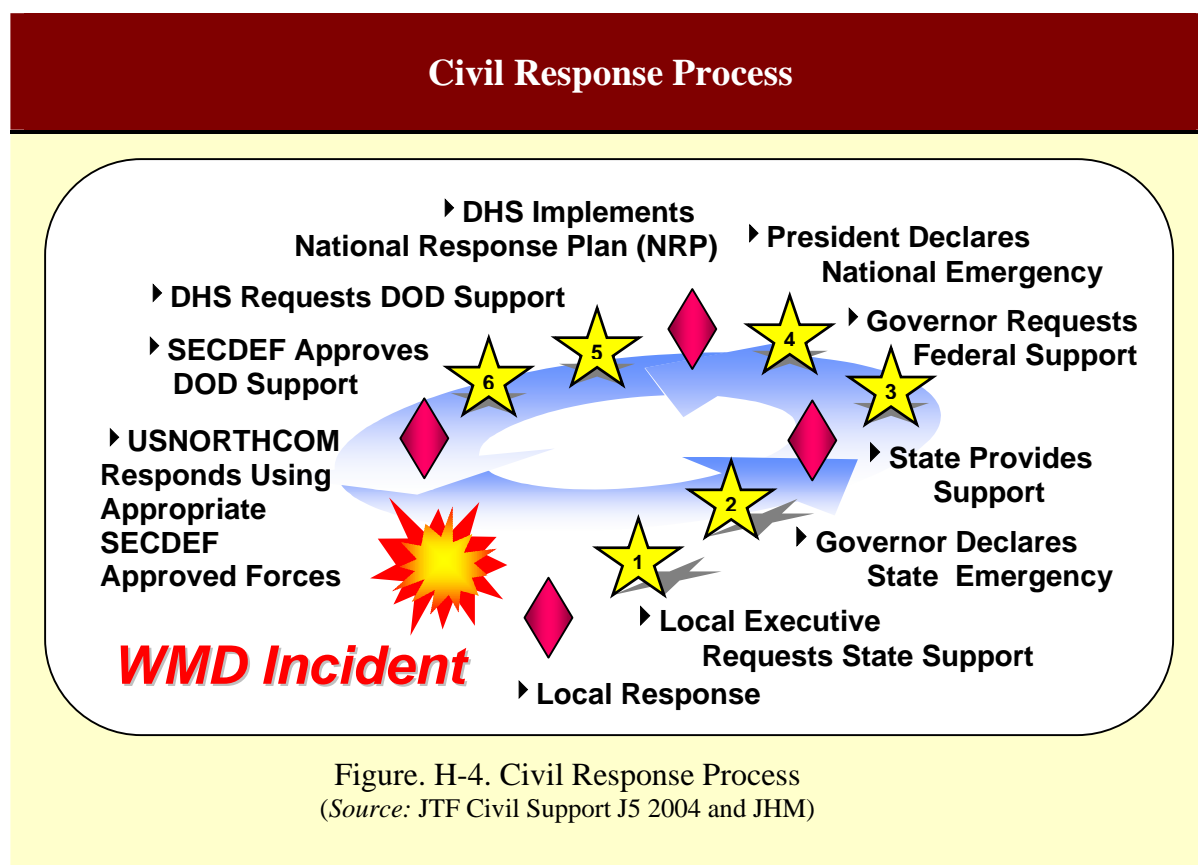 Civil Response Process
DHS Implements
National Response Plan (NRP)
President Declares
National Emergency
DHS Requests DOD Support
Governor Requests
Federal Support
SECDEF Approves
DOD Support
4
5
6
3
USNORTHCOM
Responds Using
Appropriate
SECDEF
Approved Forces
State Provides
Support
2
Governor Declares
State Emergency
1
Local Executive
Requests State Support
WMD Incident
Local Response
Figure. H-4. Civil Response Process
(Source: JTF Civil Support J5 2004 and JHM)